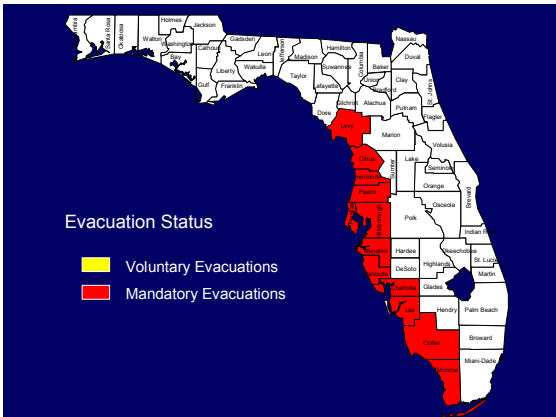 Holmes
Jackson
Santa Rosa
Okaloosa
Walton
Washington
Bay
Calhoun
Gulf
Gadsden
Liberty
Franklin
Leon
Wakulla
Jefferson
Madison
Taylor
Hamilton
Suwannee
Lafayette
Dixie
Columbia
Gilchrist
Baker
Union
Bradford
Alachua
Nassau
Duval
Clay
St. Johns
Putnam
Flagler
Levy
Marion
Volusia
Citrus
Sumter
Lake
Seminole
Hernando
Orange
Pasco
Brevard
Osceola
Polk
Hillsborough
Indian River
Manatee
Hardee
Okeechobee
St. Lucie
Highlands
DeSoto
Sarasota
Martin
Charlotte
Glades
Lee
Hendry
Palm Beach
Collier
Broward
Monroe
Miani-Dade
Evacuation Status
Voluntary Evacuations
Mandatory Evacuations